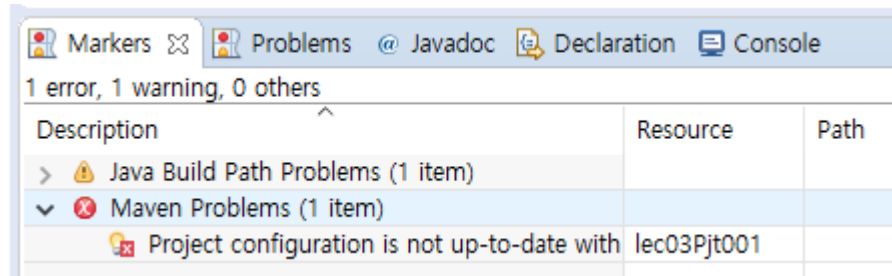 Markers Problems @ Javadoc Declaration Console
1 error, 1 warning, 0 others
Description Resource Path
Java Build Path Problems (1 item)
Maven Problems (1 item)
Project configuration is not up-to-date with lec03Pjt001